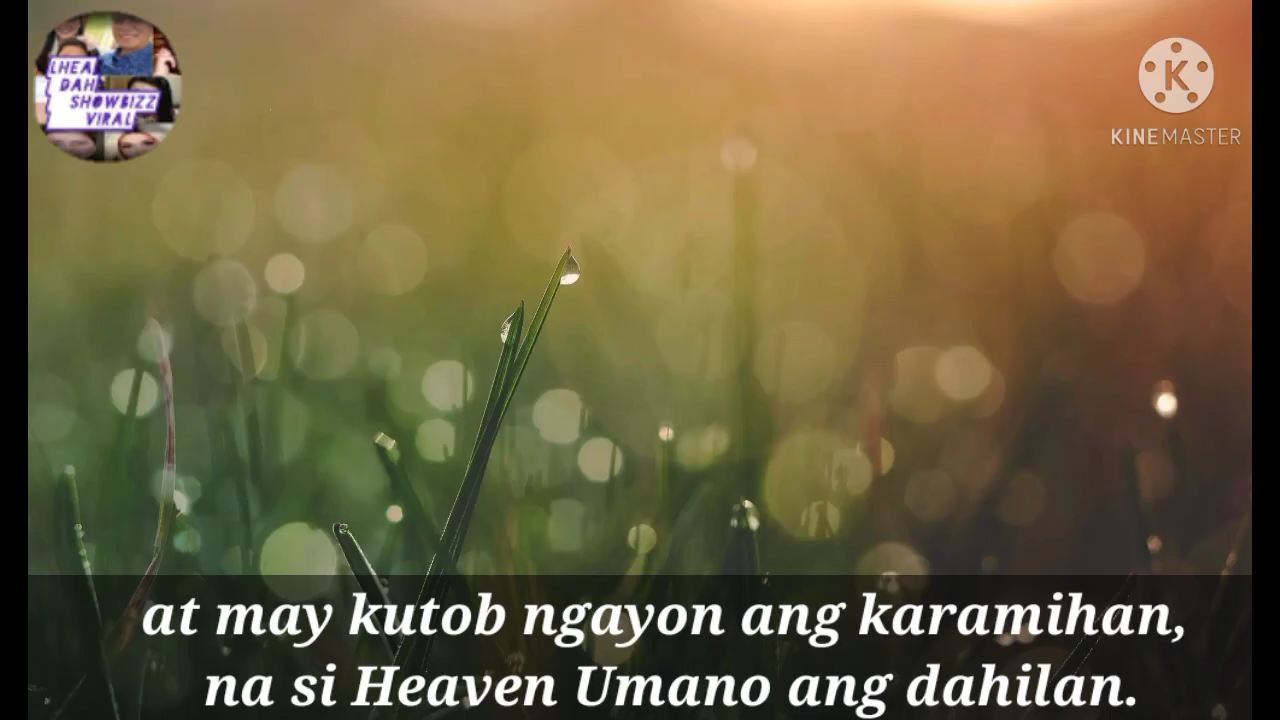 LHEA
DAH
SHOWBIZZ
VIRAL
K
KINEMASTER
at may kutob ngayon ang karamihan,
na si Heaven Umano ang dahilan.